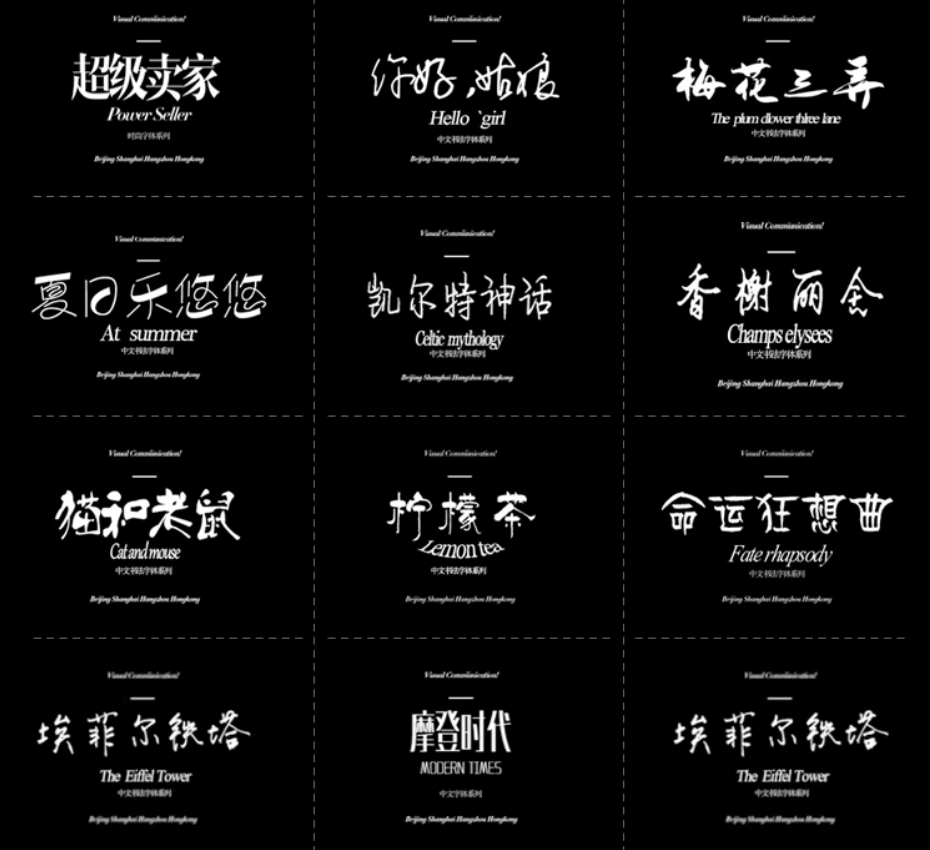 Visual Commiunication!
超级卖家
Power Seller
时尚字体系列
Beijing Shanghai Hangzhou Hongkong
Visual Commiunication!
你好,姑娘
Hello `girl
中文书法字体系列
Beijing Shanghai Hangzhou Hongkong
Visual Commiunication!
梅花三弄
The plum dlower three lane
中文书法字体系列
Beijing Shanghai Hangzhou Hongkong
Visual Commiunication!
夏日乐悠悠
At summer
中文书法字体系列
Beijing Shanghai Hangzhou Hongkong
Visual Commiunication!
凯尔特神话
Celtic mythology
中文书法字体系列
Beijing Shanghai Hangzhou Hongkong
Visual Commiunication!
香榭丽舍
Champs elysees
中文书法字体系列
Beijing Shanghai Hangzhou Hongkong
Visual Commiunication!
猫和老鼠
Cat and mouse
中文书法字体系列
Beijing Shanghai Hangzhou Hongkong
Visual Commiunication!
柠檬茶
Lemon tea
中文书法字体系列
Beijing Shanghai Hangzhou Hongkong
Visual Commiunication!
命运狂想曲
Fate rhapsody
中文书法字体系列
Beijing Shanghai Hangzhou Hongkong
Visual Commiunication!
埃菲尔铁塔
The Eiffel Tower
中文书法字体系列
Beijing Shanghai Hangzhou Hongkong
Visual Commiunication!
摩登时代
MODERN TIMES
中文字体系列
Beijing Shanghai Hangzhou Hongkong
Visual Commiunication!
埃菲尔铁塔
The Eiffel Tower
中文书法字体系列
Beijing Shanghai Hangzhou Hongkong